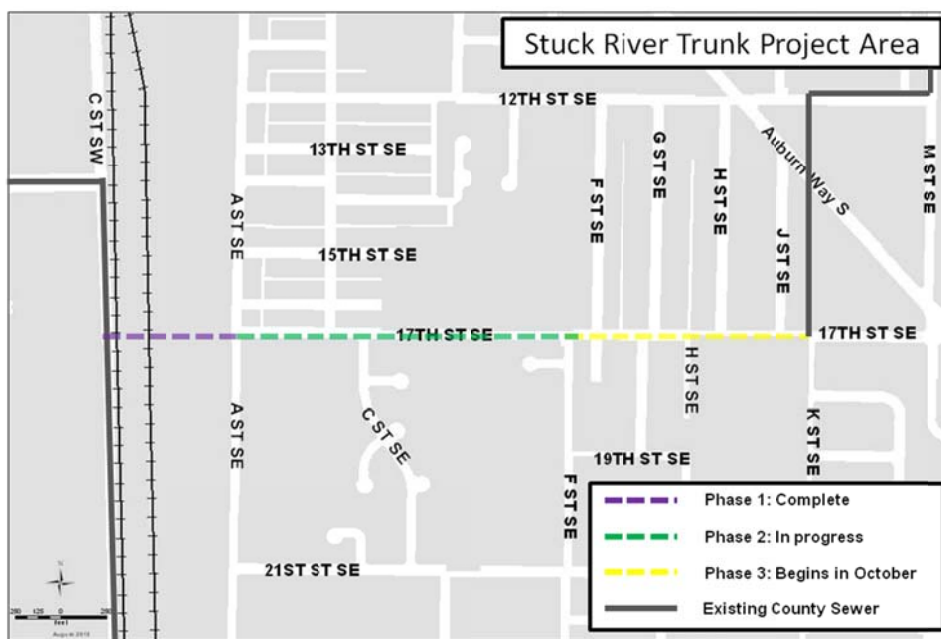 Stuck River Trunk Project Area
C ST SW
12TH ST SE
13TH ST SE
G ST SE
H ST SE
Auburn Way S
M ST SE
A ST SE
F ST SE
J ST SE
15TH ST SE
17TH ST SE
17TH ST SE
H ST SE
A ST SE
C ST SE
K ST SE
19TH ST SE
F ST SE
21ST ST SE
Phase 1: Complete
Phase 2: In progress
Phase 3: Begins in October
Existing County Sewer
N
0
feet